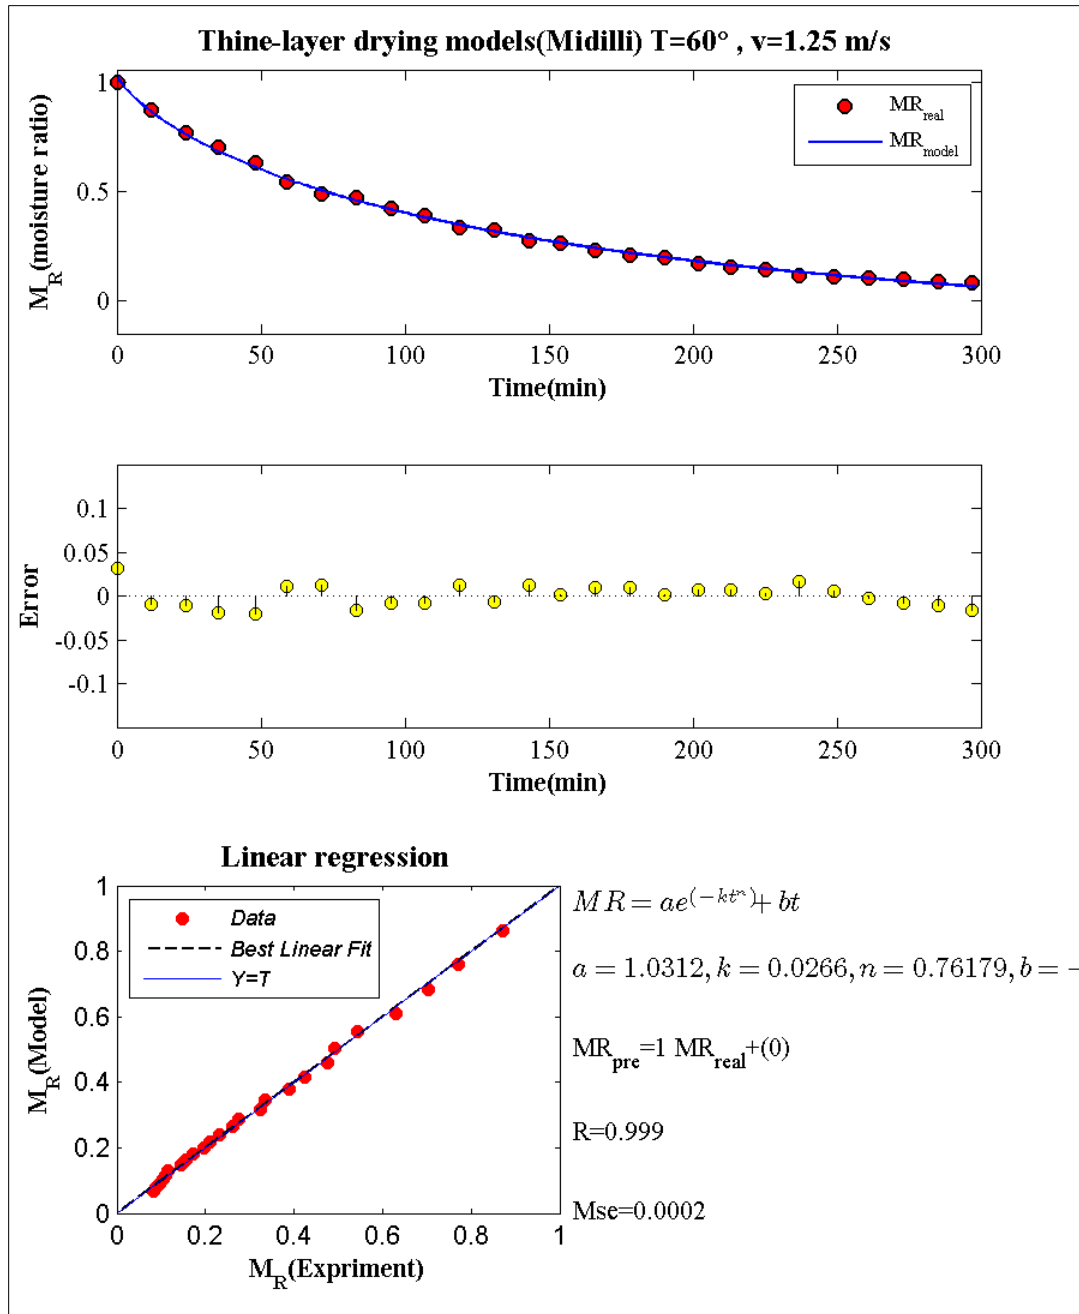 Thine-layer drying models(Midilli) T=60° , v=1.25 m/s
M_R(moisture ratio)
1
0.5
0
MR_real
MR_model
0 50 100 150 200 250 300
Time(min)
Error
0.1
0.05
0
-0.05
-0.1
0 50 100 150 200 250 300
Time(min)
Linear regression
M_R(Model)
1
0.8
0.6
0.4
0.2
0
Data
Best Linear Fit
Y=T
0 0.2 0.4 0.6 0.8 1
M_R(Expriment)
MR = ae^(-kt^n) + bt
a = 1.0312, k = 0.0266, n = 0.76179, b = -
MR_pre=1 MR_real+(0)
R=0.999
Mse=0.0002